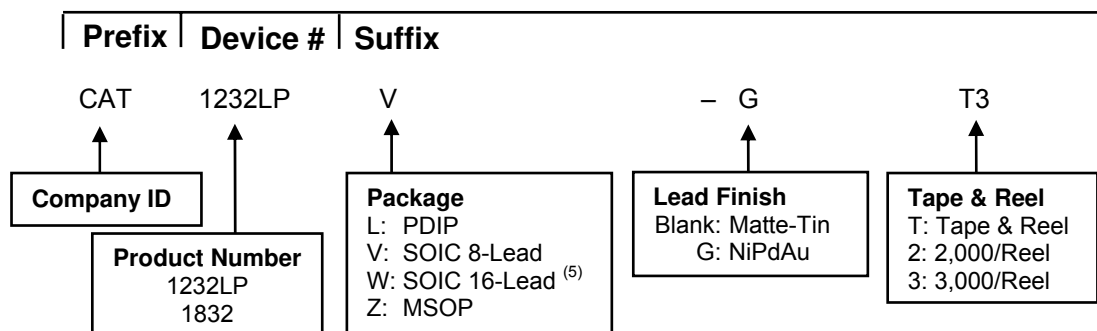 Prefix Device # Suffix
CAT 1232LP V – G T3
Company ID
Product Number
1232LP
1832
Package
L: PDIP
V: SOIC 8-Lead
W: SOIC 16-Lead (5)
Z: MSOP
Lead Finish
Blank: Matte-Tin
G: NiPdAu
Tape & Reel
T: Tape & Reel
2: 2,000/Reel
3: 3,000/Reel